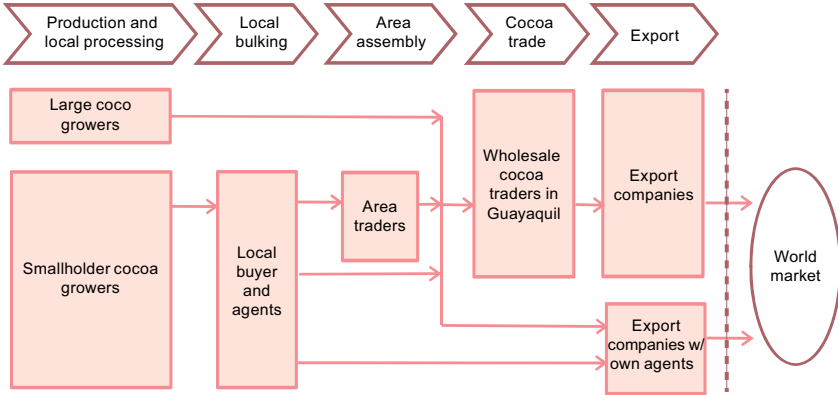 Production and
local processing
Local
bulking
Area
assembly
Cocoa
trade
Export
Large coco
growers
Smallholder cocoa
growers
Local
buyer
and
agents
Area
traders
Wholesale
cocoa
traders in
Guayaquil
Export
companies
Export
companies w/
own agents
World
market